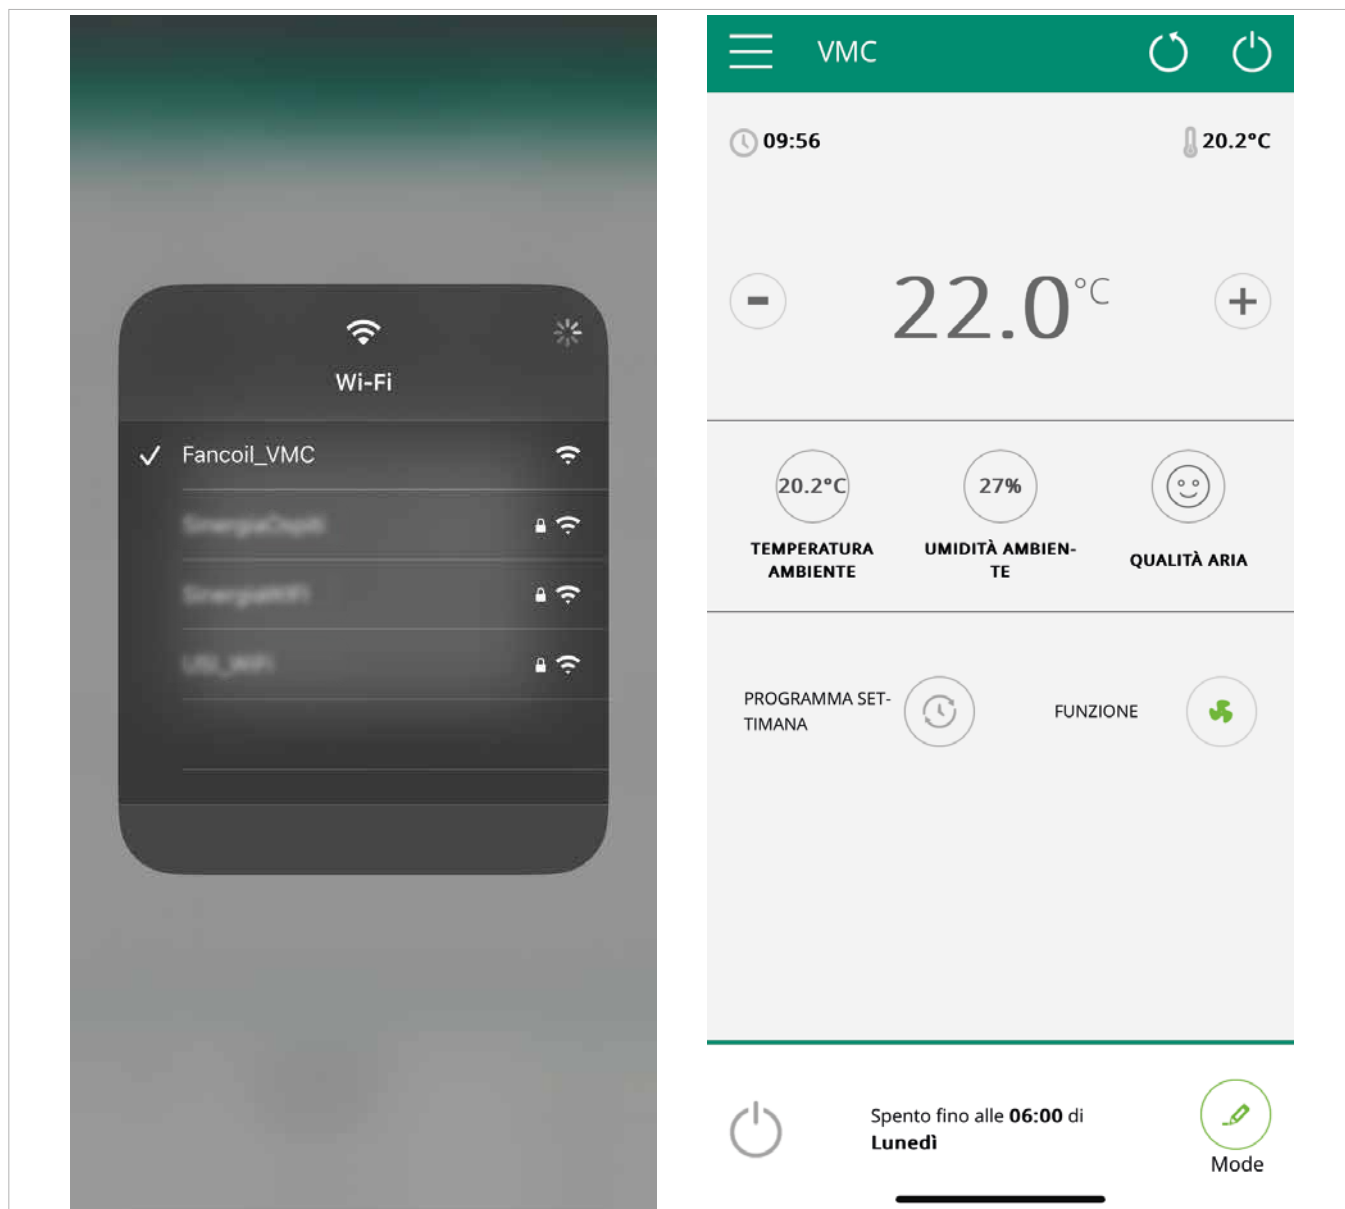 Wi-Fi
Fancoil_VMC
VMC
09:56
20.2°C
-
22.0°C
+
20.2°C
27%
TEMPERATURA
AMBIENTE
UMIDITÀ AMBIEN-
TE
QUALITÀ ARIA
PROGRAMMA SET-
TIMANA
FUNZIONE
Spento fino alle 06:00 di
Lunedì
Mode